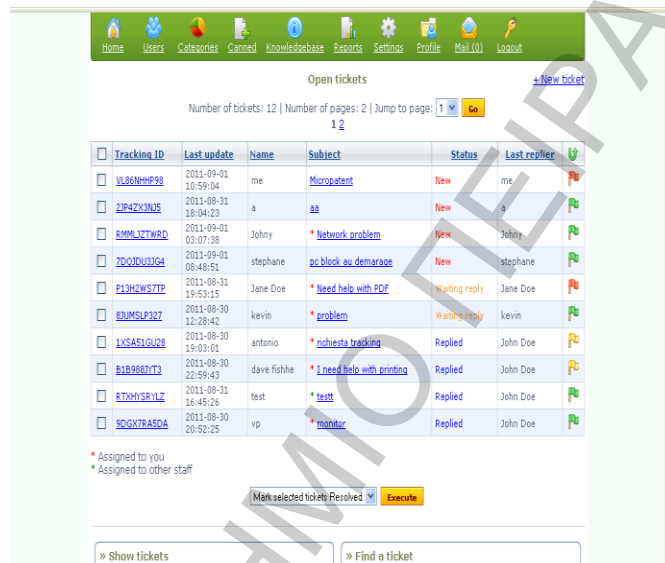 Home Users Categories Canned Knowledgebase Reports Settings Profile Mail (0) Logout
Open tickets + New ticket
Number of tickets: 12 | Number of pages: 2 | Jump to page: 1 Go
1 2
Tracking ID Last update Name Subject Status Last replier
VL86NHHP98 2011-09-01 10:59:04 me Micropatent New me
2JP4ZX3NJ5 2011-08-31 18:04:23 a aa New a
RMMLJZTWRD 2011-09-01 03:07:38 Johny * Network problem New Johny
7DQJDU3JG4 2011-09-01 08:48:51 stephane pc block au demarage New stephane
P13H2WS7TP 2011-08-31 19:53:15 Jane Doe * Need help with PDF Waiting reply Jane Doe
8JUMSLP327 2011-08-30 12:28:42 kevin * problem Waiting reply kevin
1XSA51GU28 2011-08-30 19:03:01 antonio * richiesta tracking Replied John Doe
B1B988JYT3 2011-08-30 22:59:43 dave fishhe * I need help with printing Replied John Doe
RTXHYSRYLZ 2011-08-31 16:45:26 test * testt Replied John Doe
9DGX7RA5DA 2011-08-30 20:52:25 vp * monitor Replied John Doe
* Assigned to you
* Assigned to other staff
Mark selected tickets Resolved Execute
» Show tickets » Find a ticket
ΗΜΙΟ ΠΕΙΡΑ